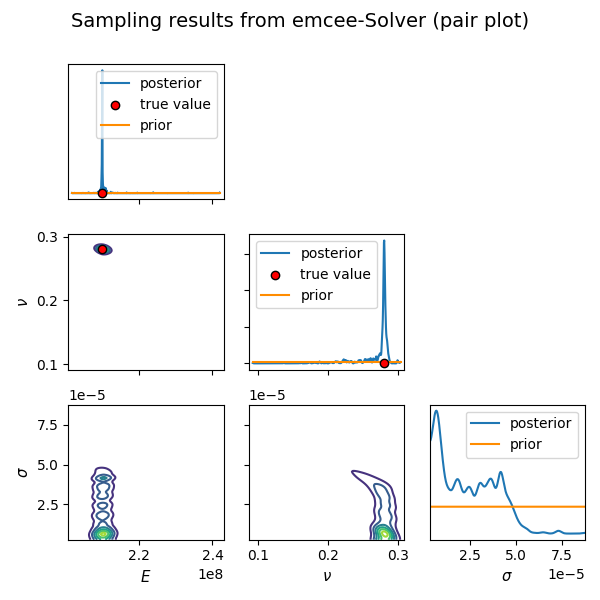 Sampling results from emcee-Solver (pair plot)
posterior
true value
prior
0.3
0.2
0.1
ν
posterior
true value
prior
1e−5
7.5
5.0
2.5
σ
2.2
2.4
1e8
E
1e−5
0.1
0.2
0.3
ν
posterior
prior
2.5
5.0
7.5
1e−5
σ